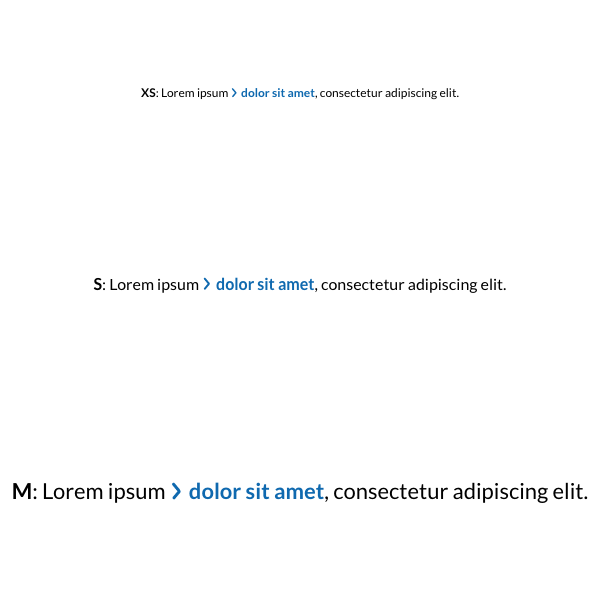 XS: Lorem ipsum › dolor sit amet, consectetur adipiscing elit.
S: Lorem ipsum › dolor sit amet, consectetur adipiscing elit.
M: Lorem ipsum › dolor sit amet, consectetur adipiscing elit.